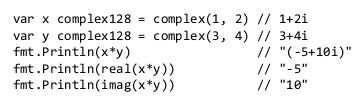 var x complex128 = complex(1, 2) // 1+2i
var y complex128 = complex(3, 4) // 3+4i
fmt.Println(x*y)                 // "(-5+10i)"
fmt.Println(real(x*y))           // "-5"
fmt.Println(imag(x*y))           // "10"